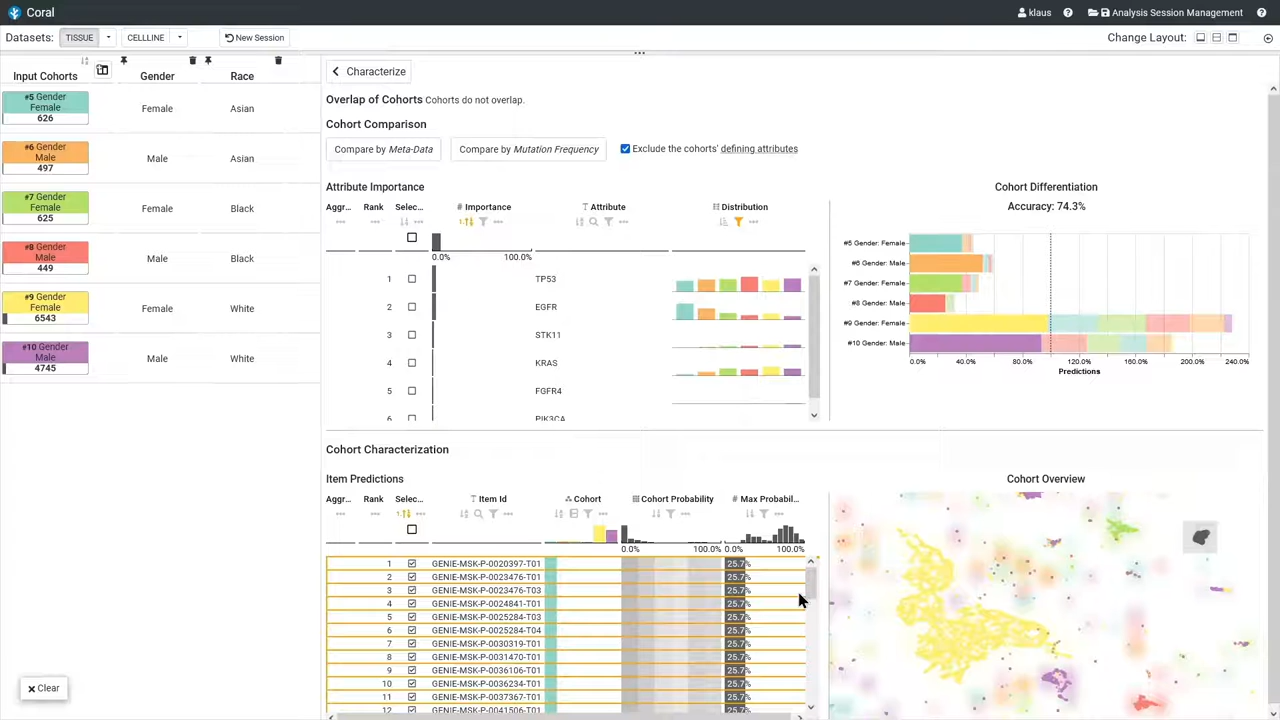 Coral
klaus
Analysis Session Management
Datasets: TISSUE CELLLINE New Session
Change Layout:
Input Cohorts Gender Race
#5 Gender Female 626 Female Asian
#6 Gender Male 497 Male Asian
#7 Gender Female 625 Female Black
#8 Gender Male 449 Male Black
#9 Gender Female 6543 Female White
#10 Gender Male 4745 Male White
Clear
Characterize
Overlap of Cohorts Cohorts do not overlap.
Cohort Comparison
Compare by Meta-Data Compare by Mutation Frequency Exclude the cohorts' defining attributes
Attribute Importance
Aggr... Rank Selec... # Importance Attribute Distribution
0.0% 100.0%
1 TP53
2 EGFR
3 STK11
4 KRAS
5 FGFR4
6 PIK3CA
Cohort Differentiation
Accuracy: 74.3%
#5 Gender: Female
#6 Gender: Male
#7 Gender: Female
#8 Gender: Male
#9 Gender: Female
#10 Gender: Male
0.0% 40.0% 80.0% 120.0% 160.0% 200.0% 240.0%
Predictions
Cohort Characterization
Item Predictions
Aggr... Rank Selec... Item Id Cohort Cohort Probability # Max Probabil...
0.0% 100.0% 0.0% 100.0%
1 GENIE-MSK-P-0020397-T01 25.7%
2 GENIE-MSK-P-0023476-T01 25.7%
3 GENIE-MSK-P-0023476-T03 25.7%
4 GENIE-MSK-P-0024841-T01 25.7%
5 GENIE-MSK-P-0025284-T03 25.7%
6 GENIE-MSK-P-0025284-T04 25.7%
7 GENIE-MSK-P-0030319-T01 25.7%
8 GENIE-MSK-P-0031470-T01 25.7%
9 GENIE-MSK-P-0036106-T01 25.7%
10 GENIE-MSK-P-0036234-T01 25.7%
11 GENIE-MSK-P-0037367-T01 25.7%
12 GENIE-MSK-P-0041506-T01 25.7%
Cohort Overview